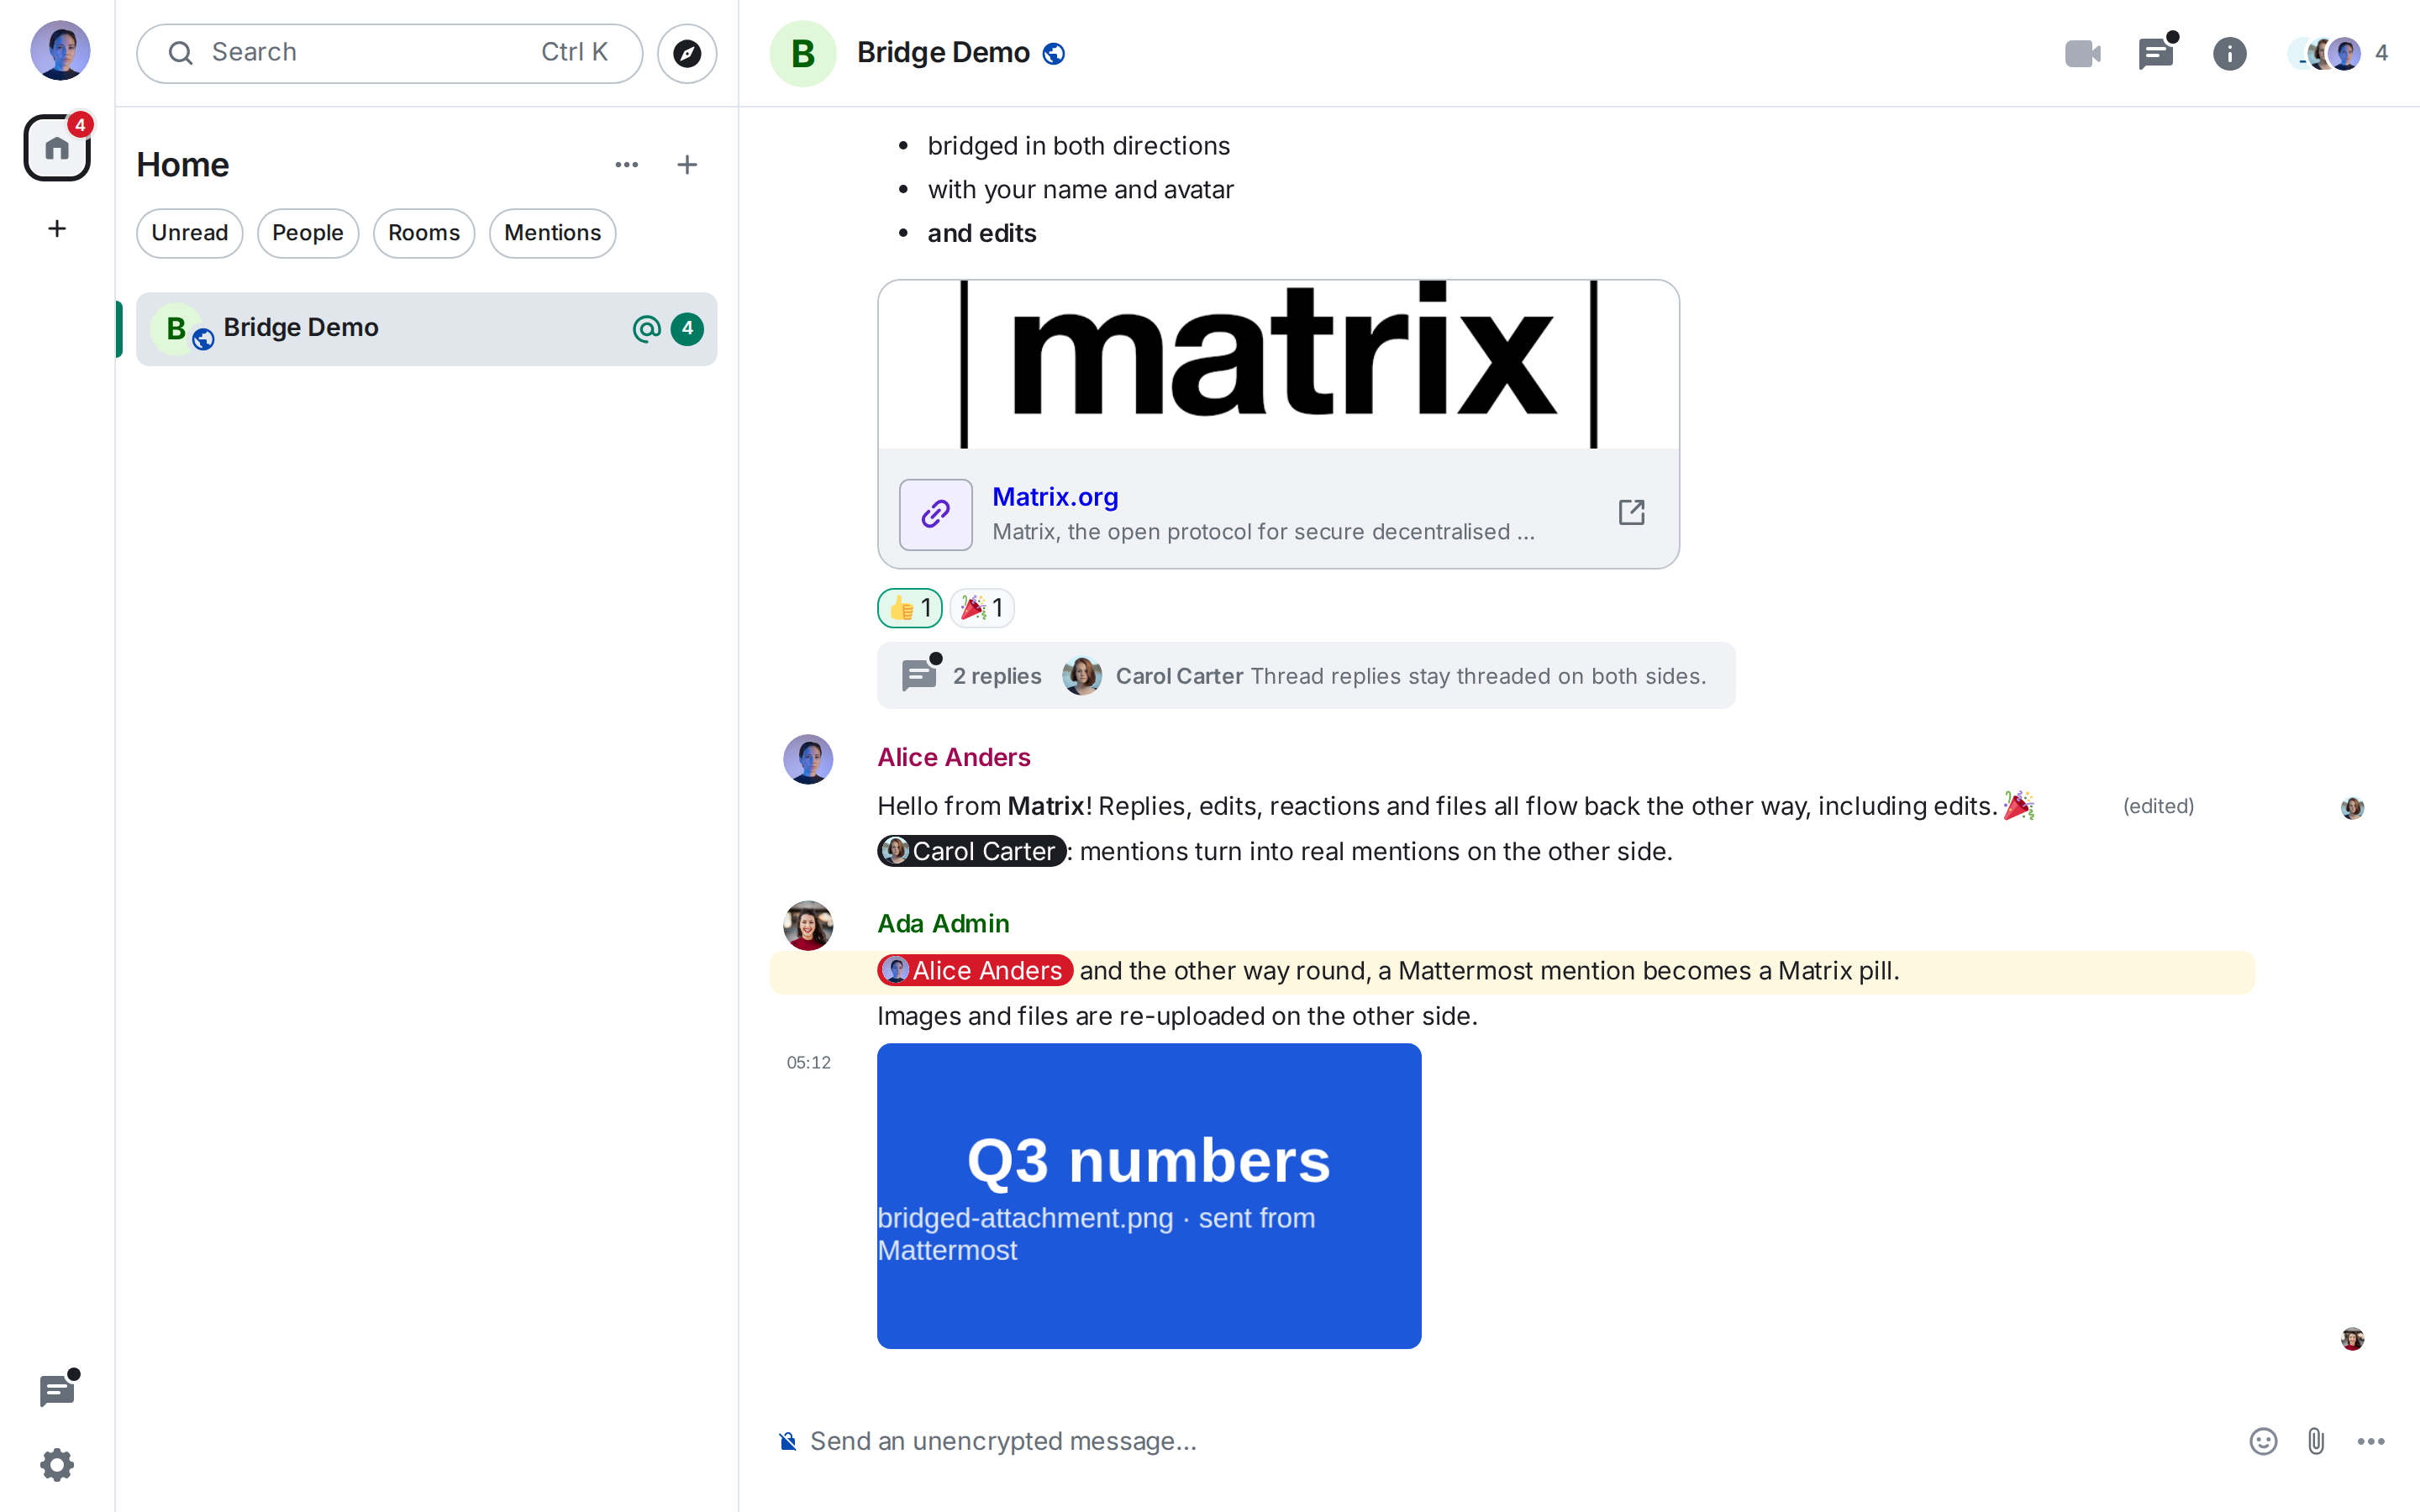 Search Ctrl K
B Bridge Demo 4
4
Home
Unread People Rooms Mentions
B Bridge Demo 4
• bridged in both directions
• with your name and avatar
• and edits
matrix
Matrix.org
Matrix, the open protocol for secure decentralised ...
👍 1 🎉 1
2 replies Carol Carter Thread replies stay threaded on both sides.
Alice Anders
Hello from Matrix! Replies, edits, reactions and files all flow back the other way, including edits. 🎉 (edited)
Carol Carter: mentions turn into real mentions on the other side.
Ada Admin
Alice Anders and the other way round, a Mattermost mention becomes a Matrix pill.
Images and files are re-uploaded on the other side.
05:12
Q3 numbers
bridged-attachment.png · sent from
Mattermost
Send an unencrypted message...